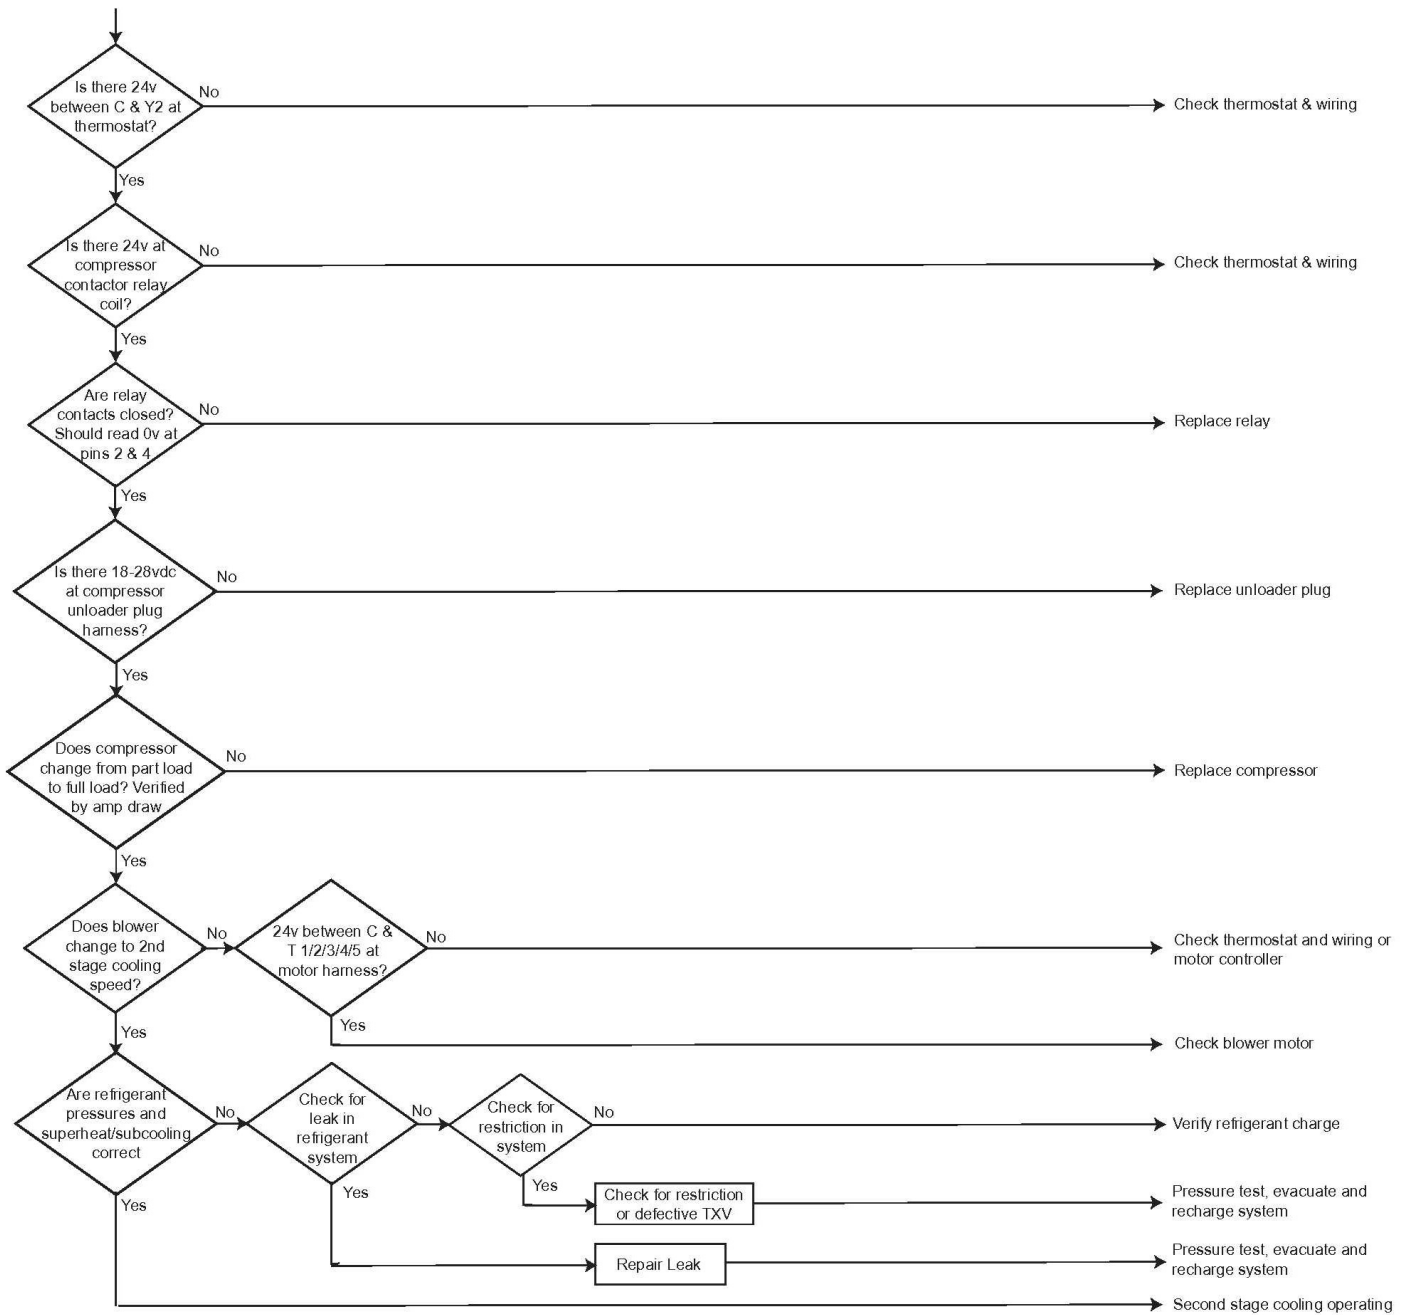 Is there 24v
between C & Y2 at
thermostat?
No
Check thermostat & wiring
Yes
Is there 24v at
compressor
contactor relay
coil?
No
Check thermostat & wiring
Yes
Are relay
contacts closed?
Should read 0v at
pins 2 & 4
No
Replace relay
Yes
Is there 18-28vdc
at compressor
unloader plug
harness?
No
Replace unloader plug
Yes
Does compressor
change from part load
to full load? Verified
by amp draw
No
Replace compressor
Yes
Does blower
change to 2nd
stage cooling
speed?
No
24v between C &
T 1/2/3/4/5 at
motor harness?
No
Check thermostat and wiring or
motor controller
Yes
Check blower motor
Yes
Are refrigerant
pressures and
superheat/subcooling
correct
No
Check for
leak in
refrigerant
system
No
Check for
restriction in
system
No
Verify refrigerant charge
Yes
Check for restriction
or defective TXV
Pressure test, evacuate and
recharge system
Yes
Repair Leak
Pressure test, evacuate and
recharge system
Yes
Second stage cooling operating